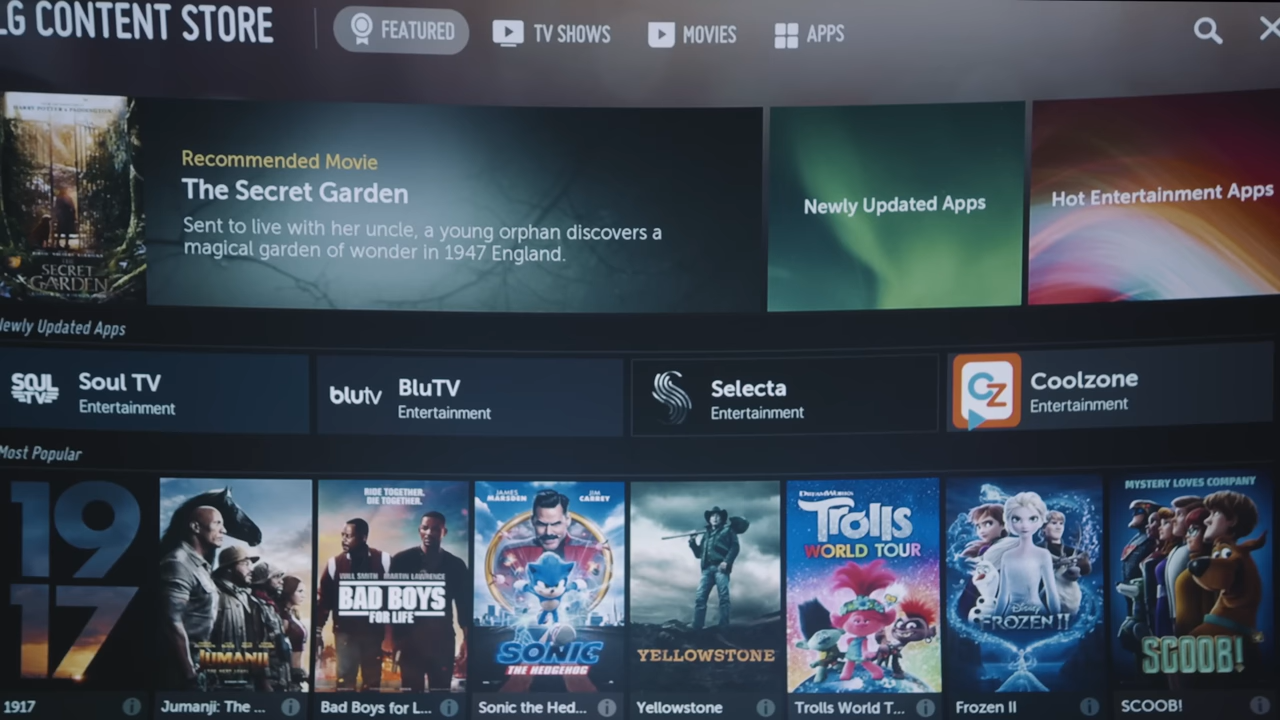 LG CONTENT STORE
FEATURED
TV SHOWS
MOVIES
APPS
SECRET
GARDEN
Recommended Movie
The Secret Garden
Sent to live with her uncle, a young orphan discovers a
magical garden of wonder in 1947 England.
Newly Updated Apps
Hot Entertainment Apps
Newly Updated Apps
SOUL
TV
Soul TV
Entertainment
blutv
BluTV
Entertainment
Selecta
Entertainment
CZ
Coolzone
Entertainment
Most Popular
19
17
JUMANJI
RIDE TOGETHER.
DIE TOGETHER.
WILL SMITH MARTIN LAWRENCE
BAD BOYS
FOR LIFE
JAMES
MARSDEN
JIM
CARREY
SONIC
THE HEDGEHOG
YELLOWSTONE
DREAMWORKS
Trolls
WORLD TOUR
Disney
FROZEN II
MYSTERY LOVES COMPANY
SCOOB!
1917
Jumanji: The ...
Bad Boys for L...
Sonic the Hed...
Yellowstone
Trolls World T...
Frozen II
SCOOB!